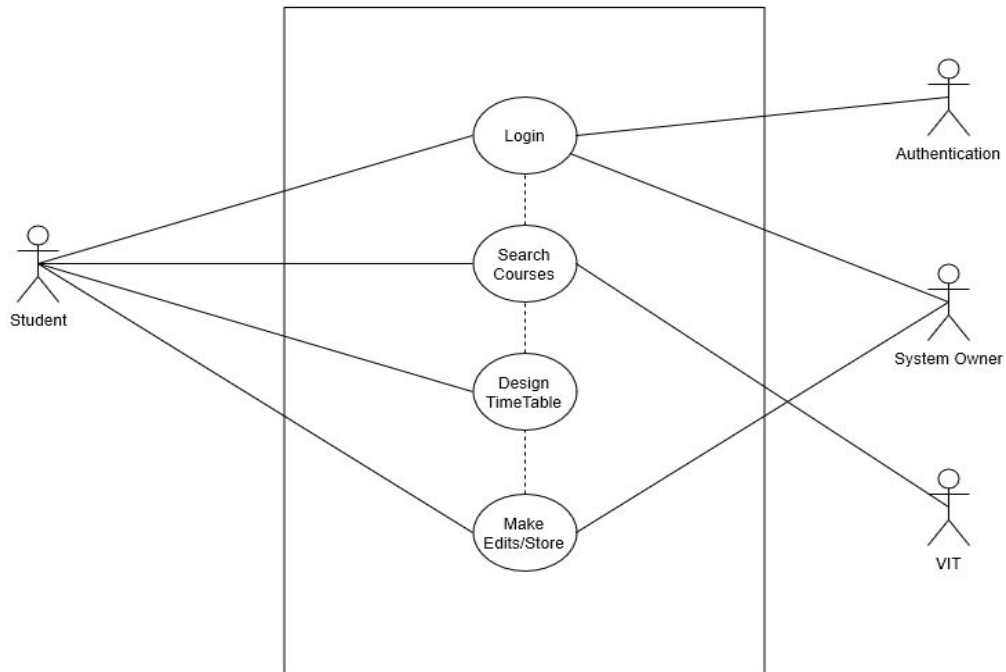 Login
Authentication
Search
Courses
Student
System Owner
Design
TimeTable
Make
Edits/Store
VIT